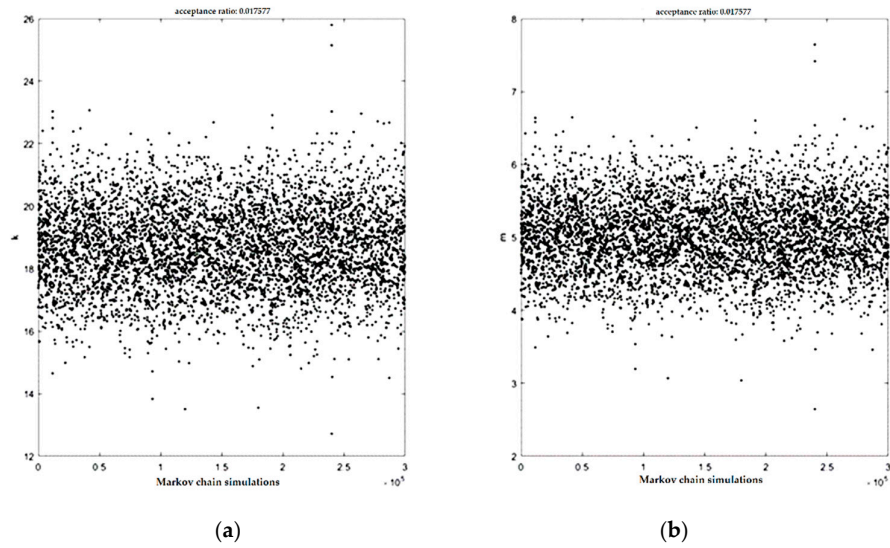 acceptance ratio: 0.017577
26
24
22
20
18
16
14
12
k
0 0 5 1 1 5 2 2 5 3
Markov chain simulations
· 10 5
(a)
acceptance ratio: 0.017577
8
7
6
5
4
3
2
m
0 0 5 1 1 5 2 2 5 3
Markov chain simulations
· 10 5
(b)